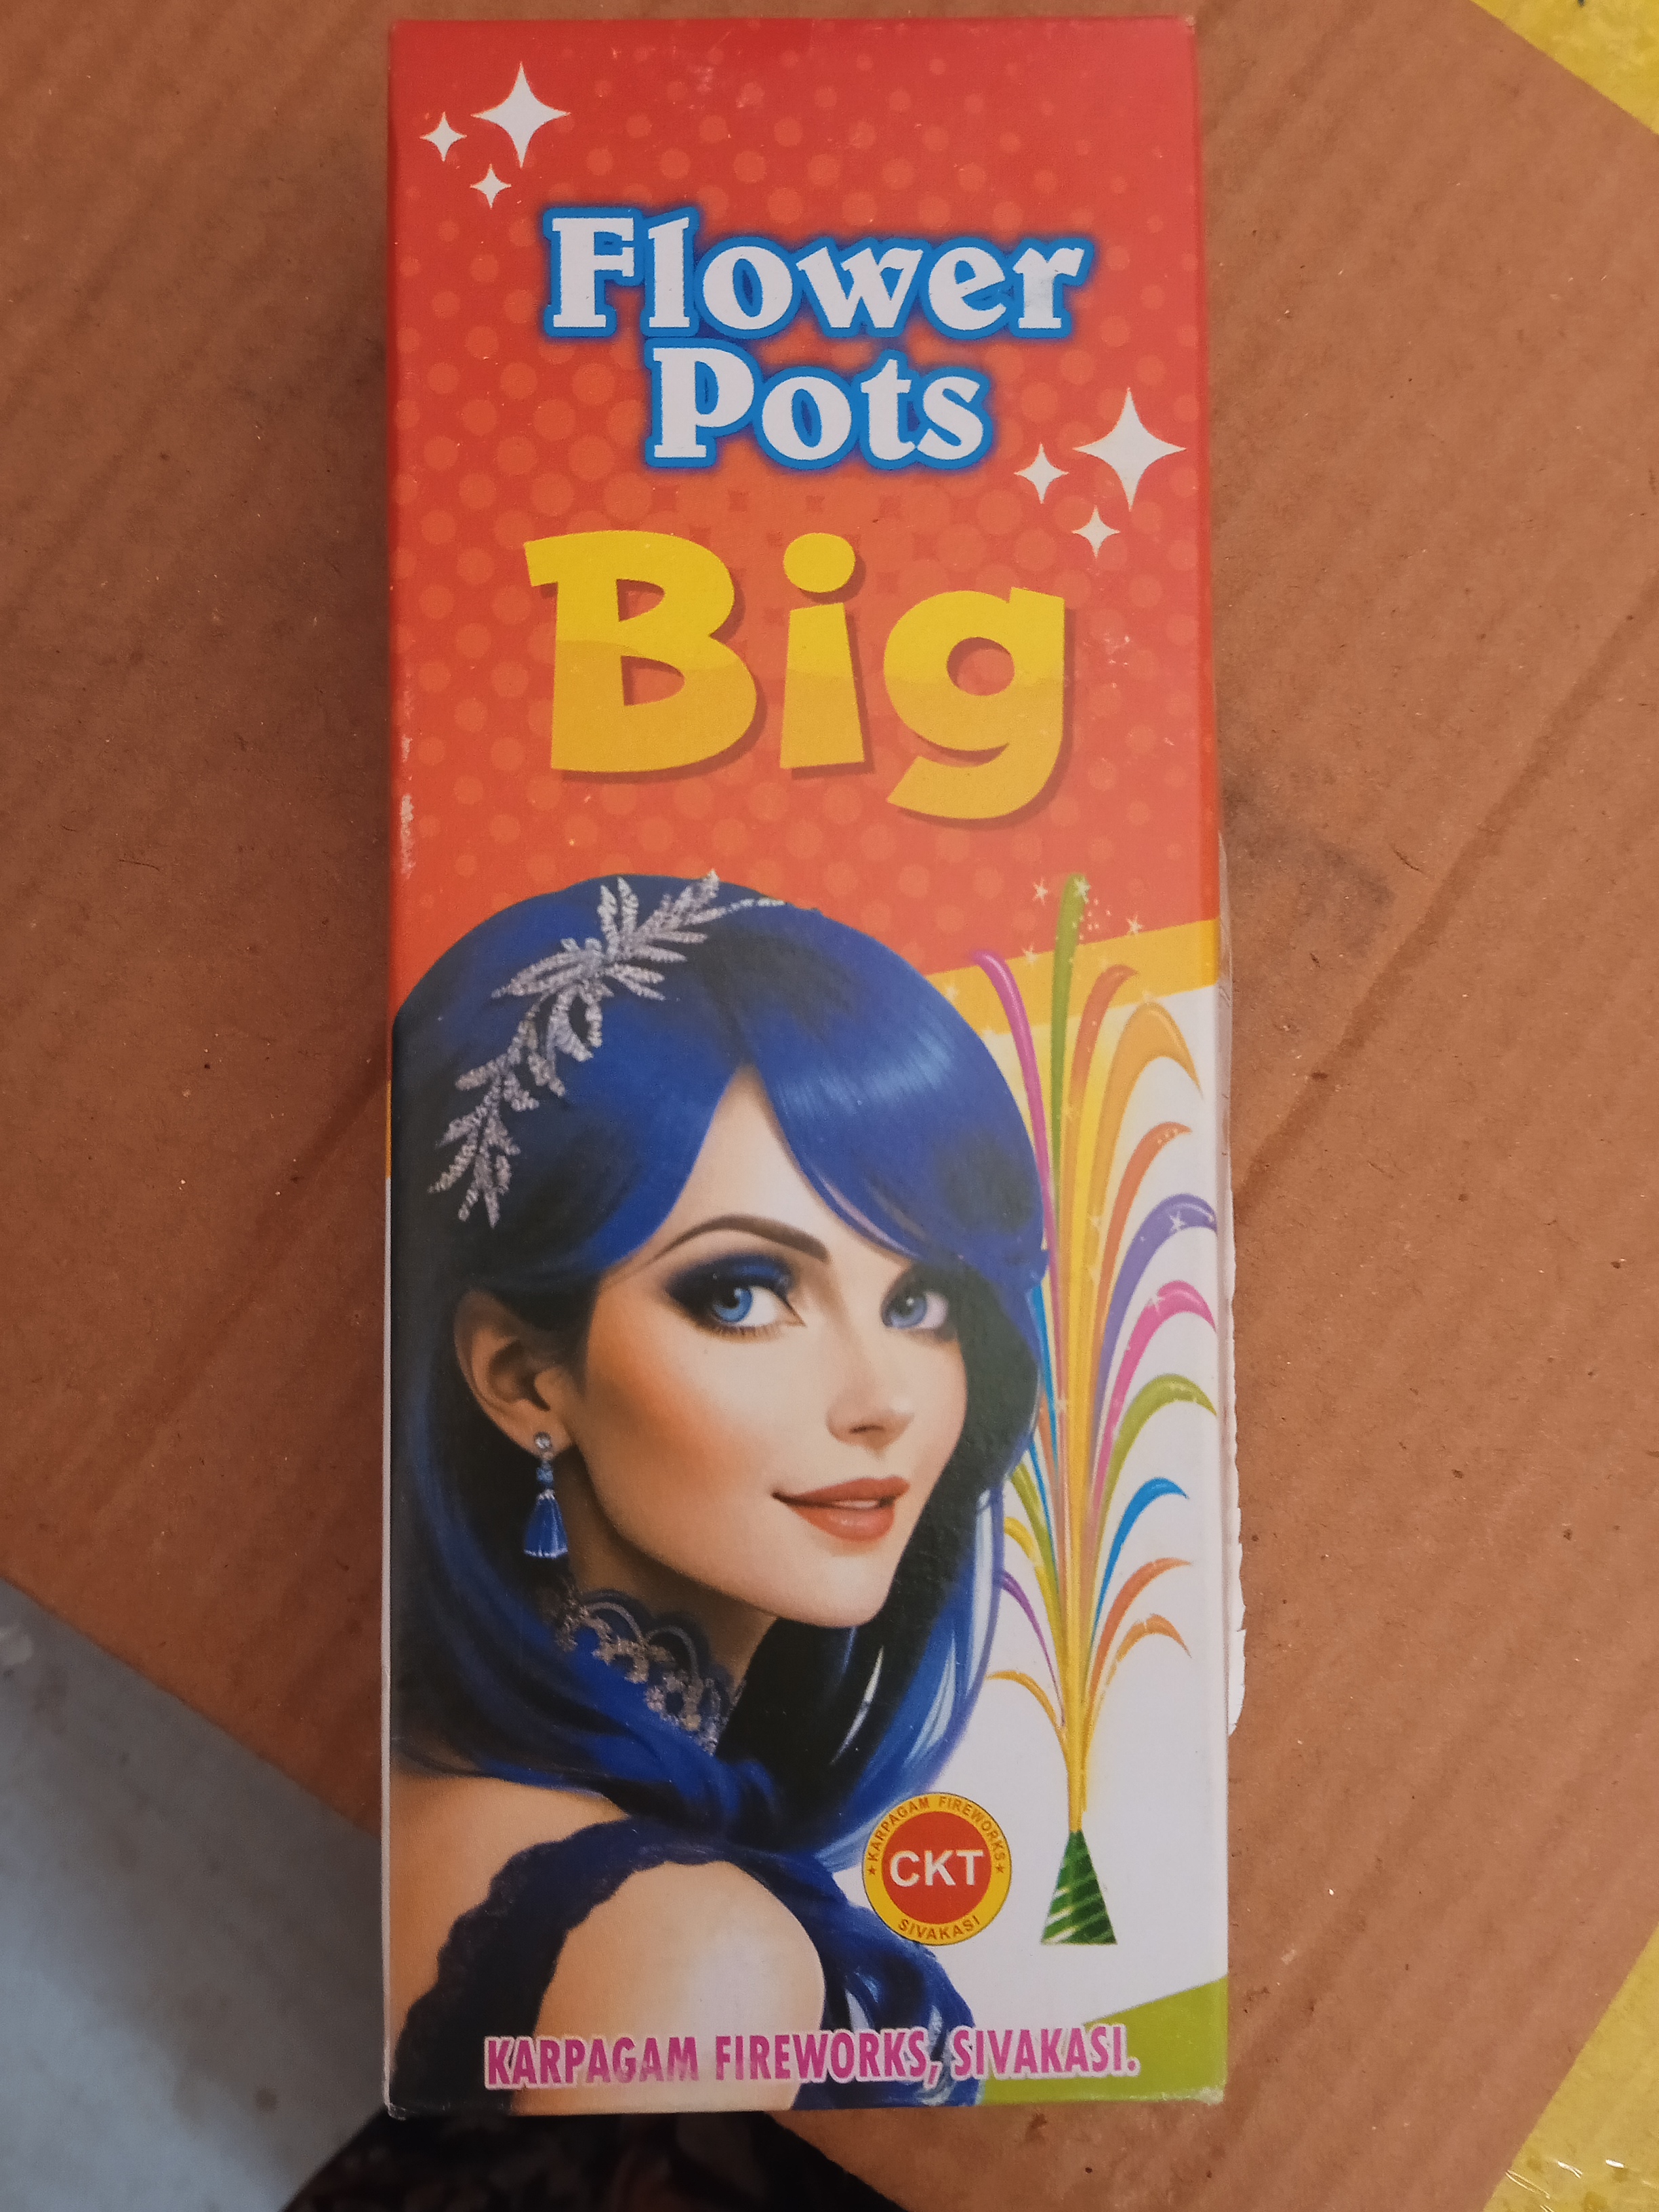 Flower
Pots
Big
KARPAGAM FIREWORKS
CKT
SIVAKASI
KARPAGAM FIREWORKS, SIVAKASI.